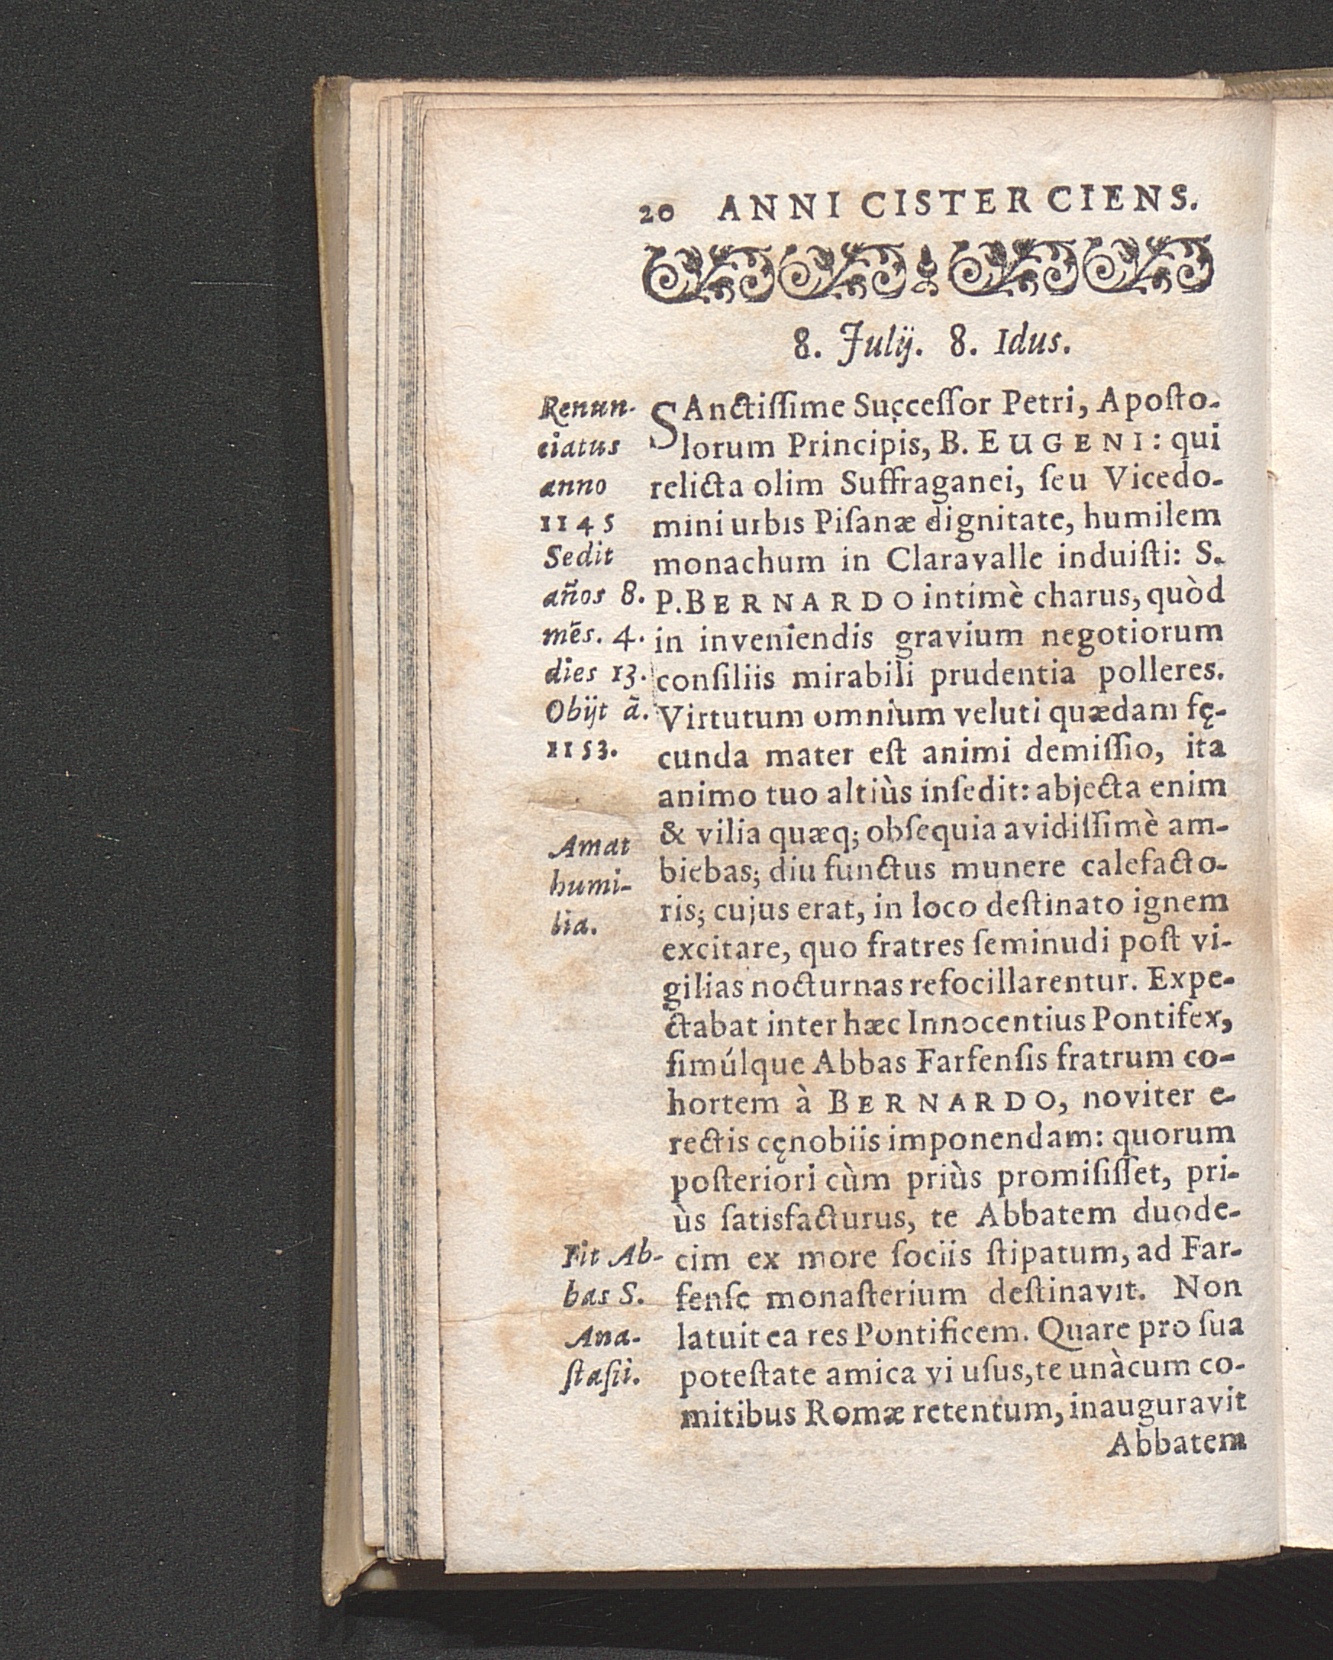 20 ANNI CISTERCIENS.
8. Julij. 8. Idus.
Renun-
ciatus
anno
1145
Sedit
años 8.
mēs. 4.
dies 13.
Obijt ā.
1153.
Amat
humi-
lia.
Fit Ab-
bas S.
Ana-
ſtaſii.
SAnctiſſime Succeſſor Petri, Apoſto-
lorum Principis, B. EUGENI: qui
relicta olim Suffraganei, ſeu Vicedo-
mini urbis Piſanæ dignitate, humilem
monachum in Claravalle induiſti: S.
P. BERNARDO intimè charus, quòd
in inveniendis gravium negotiorum
conſiliis mirabili prudentia polleres.
Virtutum omnium veluti quædam fę-
cunda mater eſt animi demiſſio, ita
animo tuo altiùs inſedit: abjecta enim
& vilia quæq; obſequia avidiſſimè am-
biebas; diu functus munere calefacto-
ris; cujus erat, in loco deſtinato ignem
excitare, quo fratres ſeminudi poſt vi-
gilias nocturnas refocillarentur. Expe-
ctabat inter hæc Innocentius Pontifex,
ſimúlque Abbas Farfenſis fratrum co-
hortem à BERNARDO, noviter e-
rectis cęnobiis imponendam: quorum
poſteriori cùm priùs promiſiſſet, pri-
ùs ſatisfacturus, te Abbatem duode-
cim ex more ſociis ſtipatum, ad Far-
fenſe monaſterium deſtinavit. Non
latuit ea res Pontificem. Quare pro ſua
poteſtate amica vi uſus, te unàcum co-
mitibus Romæ retentum, inauguravit
Abbatem